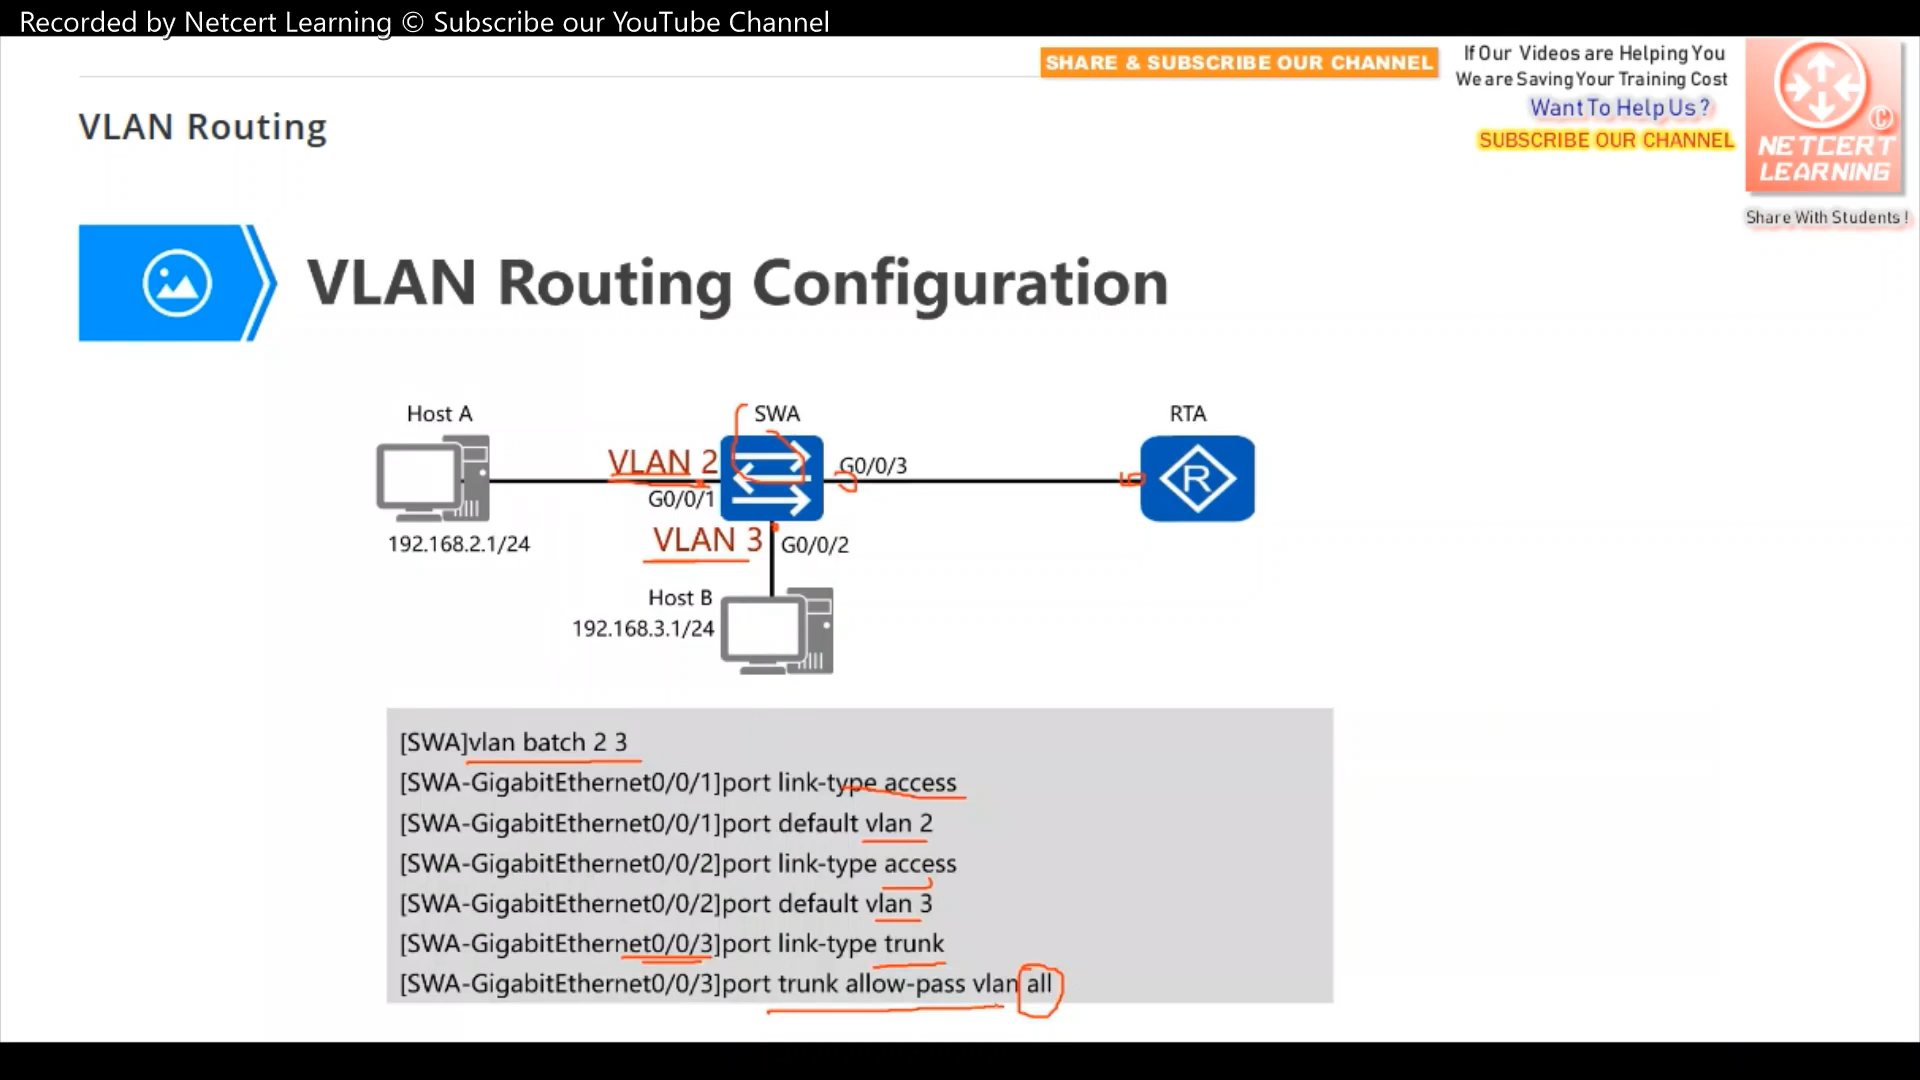 Recorded by Netcert Learning © Subscribe our YouTube Channel
SHARE & SUBSCRIBE OUR CHANNEL
If Our Videos are Helping You
We are Saving Your Training Cost
Want To Help Us ?
SUBSCRIBE OUR CHANNEL
©
NETCERT
LEARNING
Share With Students !
VLAN Routing
VLAN Routing Configuration
Host A
SWA
RTA
VLAN 2
G0/0/3
R
G0/0/1
192.168.2.1/24
VLAN 3
G0/0/2
Host B
192.168.3.1/24
[SWA]vlan batch 2 3
[SWA-GigabitEthernet0/0/1]port link-type access
[SWA-GigabitEthernet0/0/1]port default vlan 2
[SWA-GigabitEthernet0/0/2]port link-type access
[SWA-GigabitEthernet0/0/2]port default vlan 3
[SWA-GigabitEthernet0/0/3]port link-type trunk
[SWA-GigabitEthernet0/0/3]port trunk allow-pass vlan all